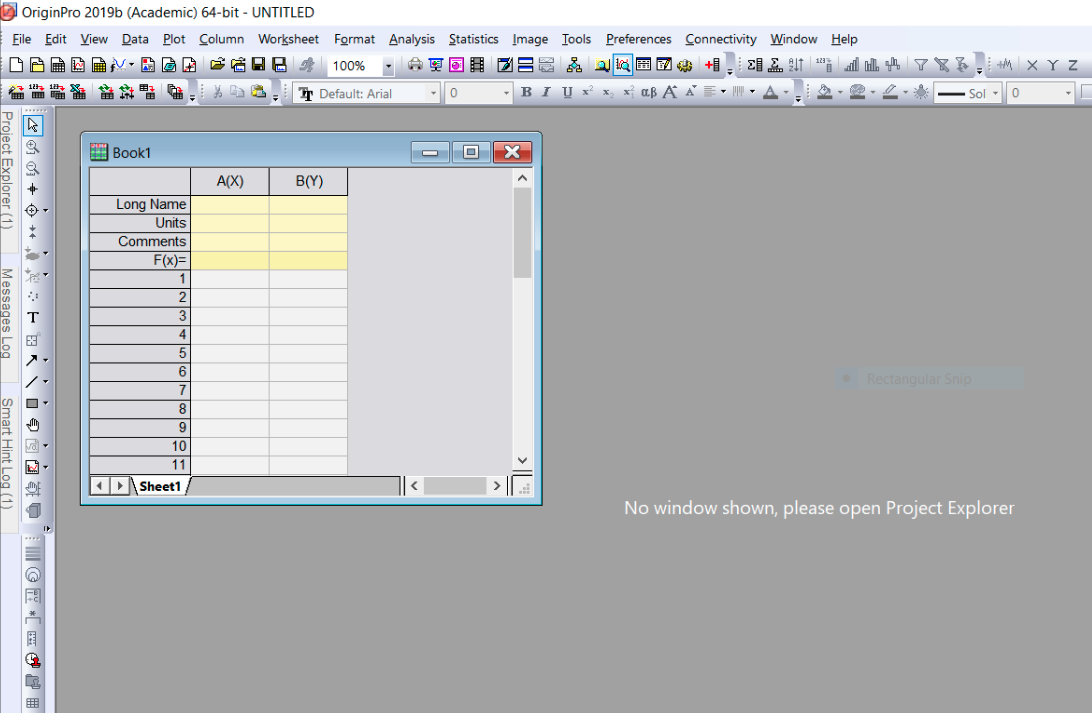 OriginPro 2019b (Academic) 64-bit - UNTITLED
File Edit View Data Plot Column Worksheet Format Analysis Statistics Image Tools Preferences Connectivity Window Help
100%
Default: Arial 0 B I U αβ A A A Sol 0
Project Explorer (1)
Messages Log
Smart Hint Log (1)
Book1
A(X) B(Y)
Long Name
Units
Comments
F(x)=
1
2
3
4
5
6
7
8
9
10
11
Sheet1
Rectangular Snip
No window shown, please open Project Explorer